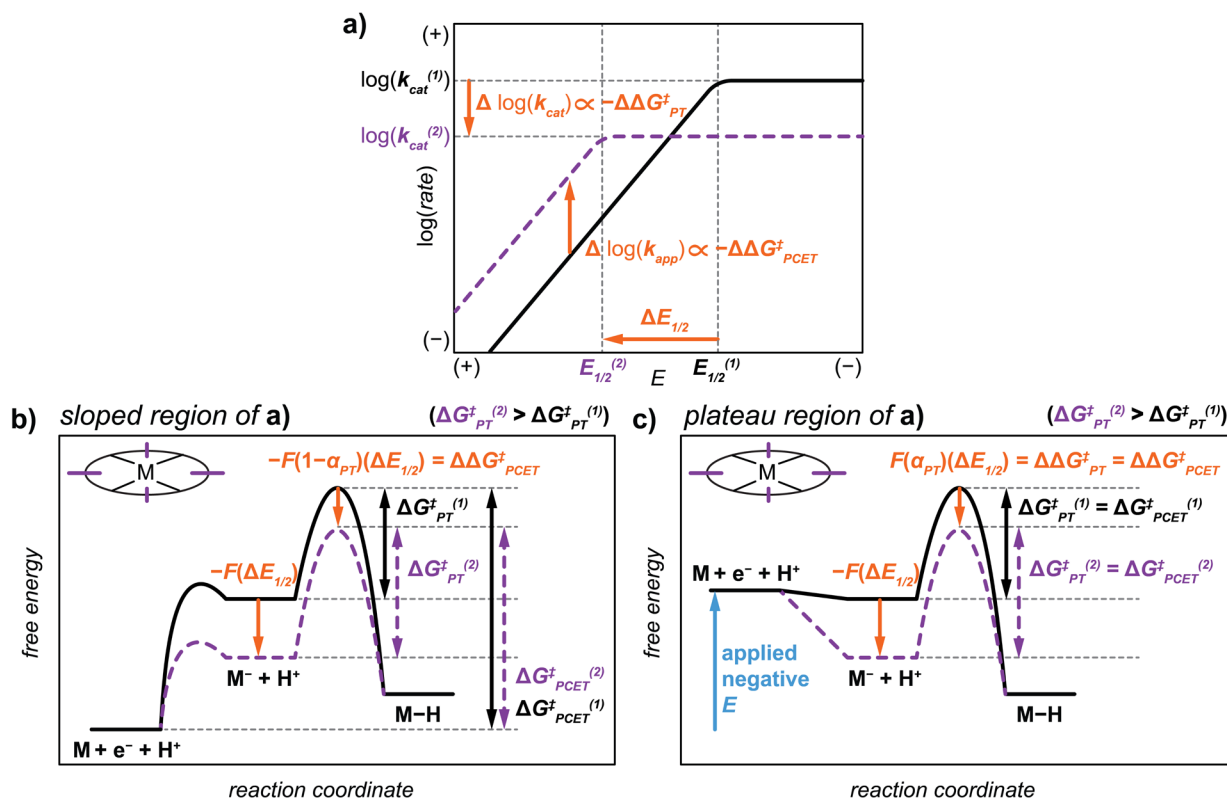 a)
(+)
log(k_cat^(1))
Δ log(k_cat) ∝ −ΔΔG‡_PT
log(k_cat^(2))
log(rate)
Δ log(k_app) ∝ −ΔΔG‡_PCET
ΔE_1/2
(−)
(+)
E_1/2^(2)
E
E_1/2^(1)
(−)
b)
sloped region of a)
(ΔG‡_PT^(2) > ΔG‡_PT^(1))
M
−F(1−α_PT)(ΔE_1/2) = ΔΔG‡_PCET
ΔG‡_PT^(1)
−F(ΔE_1/2)
ΔG‡_PT^(2)
free energy
M⁻ + H⁺
ΔG‡_PCET^(2)
ΔG‡_PCET^(1)
M−H
M + e⁻ + H⁺
reaction coordinate
c)
plateau region of a)
(ΔG‡_PT^(2) > ΔG‡_PT^(1))
M
F(α_PT)(ΔE_1/2) = ΔΔG‡_PT = ΔΔG‡_PCET
ΔG‡_PT^(1) = ΔG‡_PCET^(1)
M + e⁻ + H⁺
−F(ΔE_1/2)
ΔG‡_PT^(2) = ΔG‡_PCET^(2)
free energy
applied
negative
E
M⁻ + H⁺
M−H
reaction coordinate